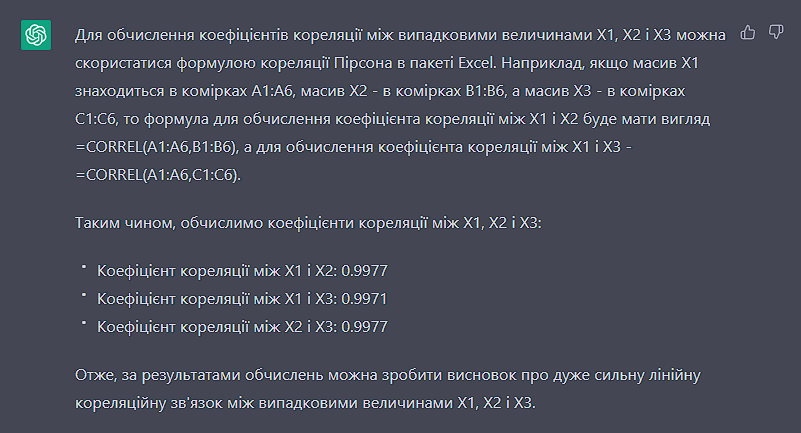 Для обчислення коефіцієнтів кореляції між випадковими величинами X1, X2 і X3 можна
скористатися формулою кореляції Пірсона в пакеті Excel. Наприклад, якщо масив X1
знаходиться в комірках A1:A6, масив X2 - в комірках B1:B6, а масив X3 - в комірках
C1:C6, то формула для обчислення коефіцієнта кореляції між X1 і X2 буде мати вигляд
=CORREL(A1:A6,B1:B6), а для обчислення коефіцієнта кореляції між X1 і X3 -
=CORREL(A1:A6,C1:C6).
Таким чином, обчислимо коефіцієнти кореляції між X1, X2 і X3:
• Коефіцієнт кореляції між X1 і X2: 0.9977
• Коефіцієнт кореляції між X1 і X3: 0.9971
• Коефіцієнт кореляції між X2 і X3: 0.9977
Отже, за результатами обчислень можна зробити висновок про дуже сильну лінійну
кореляційну зв'язок між випадковими величинами X1, X2 і X3.